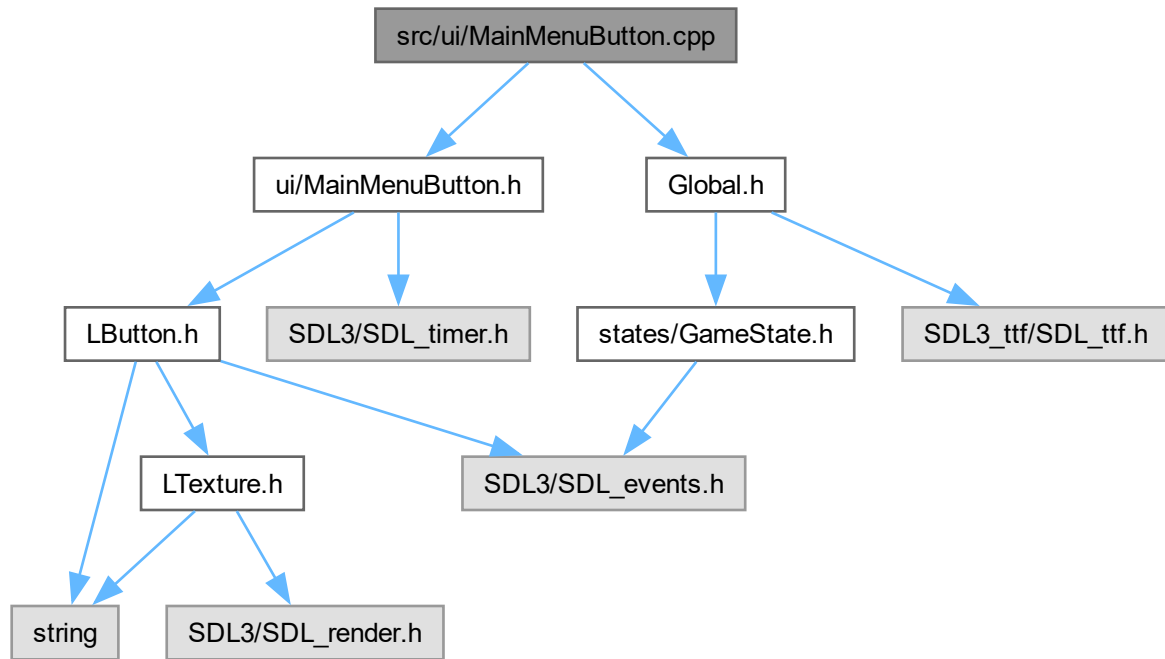 src/ui/MainMenuButton.cpp
ui/MainMenuButton.h
Global.h
LButton.h
SDL3/SDL_timer.h
states/GameState.h
SDL3_ttf/SDL_ttf.h
LTexture.h
SDL3/SDL_events.h
string
SDL3/SDL_render.h